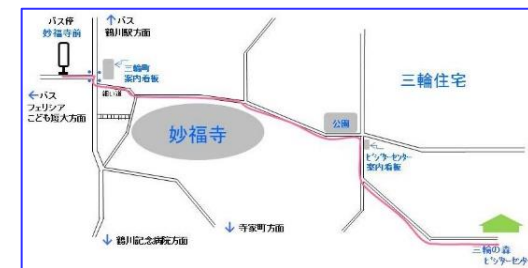 バス停
妙福寺前
↑バス
鶴川駅方面
三輪町
案内看板
細い道
←バス
フェリシア
こども短大方面
妙福寺
公園
三輪住宅
ビジターセンター
案内看板
↓鶴川記念病院方面
↓寺家町方面
三輪の森
ビジターセンター